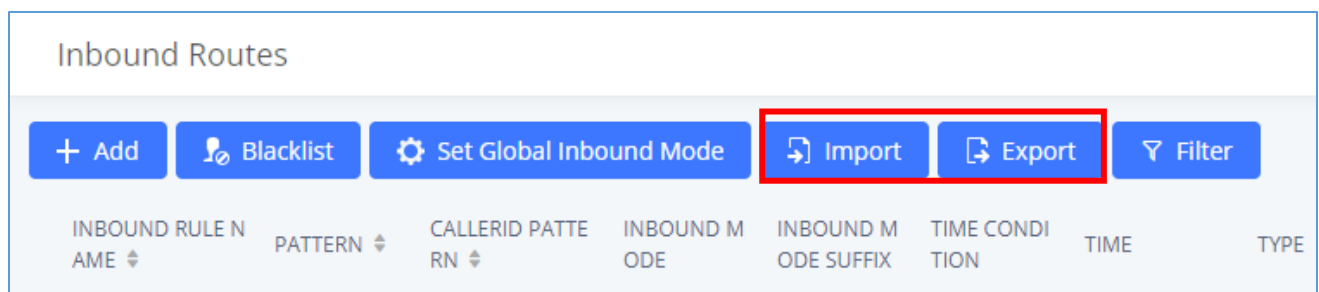 Inbound Routes
Add Blacklist Set Global Inbound Mode Import Export Filter
INBOUND RULE N PATTERN CALLERID PATTE INBOUND M INBOUND M TIME CONDI TIME TYPE
AME RN ODE ODE SUFFIX TION